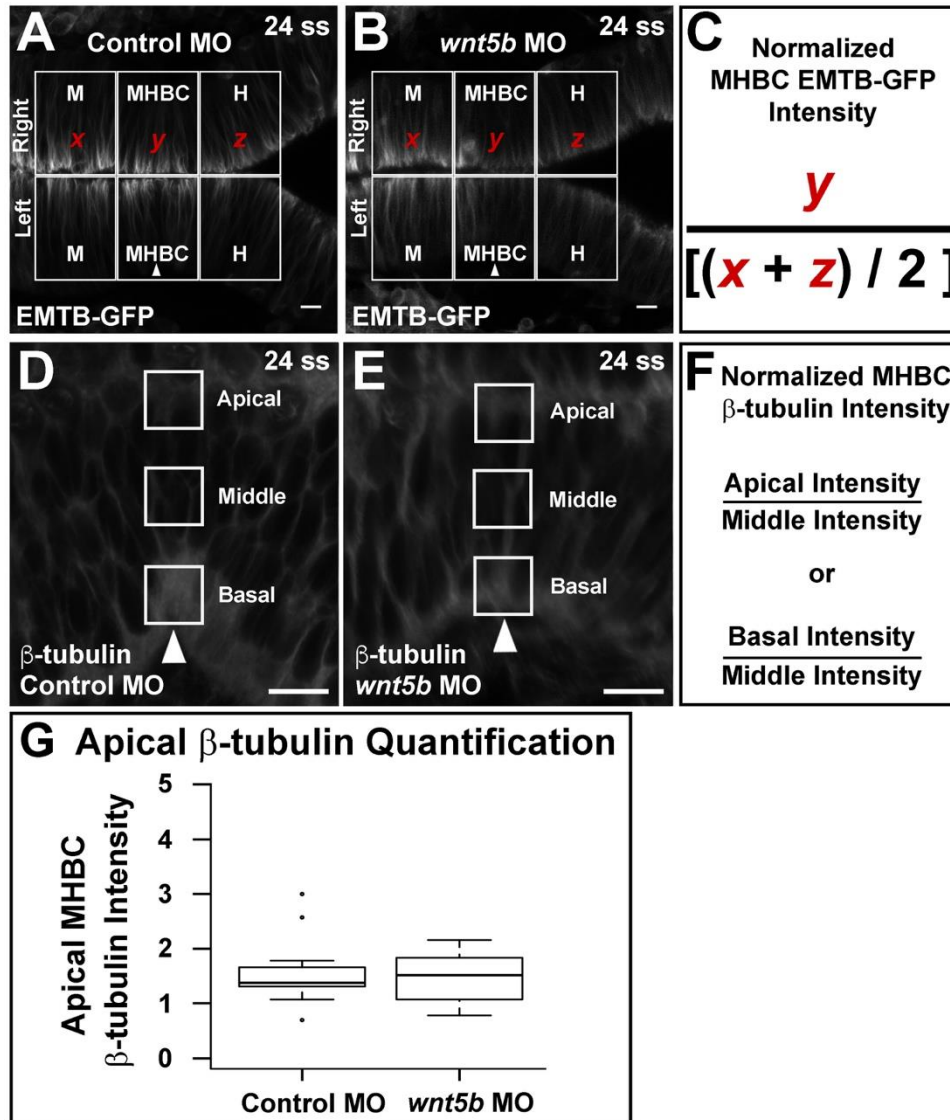 A
Control MO
24 ss
M
MHBC
H
Right
x
y
z
Left
M
MHBC
H
EMTB-GFP
B
wnt5b MO
24 ss
M
MHBC
H
Right
x
y
z
Left
M
MHBC
H
EMTB-GFP
C
Normalized
MHBC EMTB-GFP
Intensity
y
[(x + z) / 2 ]
D
24 ss
Apical
Middle
Basal
β-tubulin
Control MO
E
24 ss
Apical
Middle
Basal
β-tubulin
wnt5b MO
F Normalized MHBC
β-tubulin Intensity
Apical Intensity
Middle Intensity
or
Basal Intensity
Middle Intensity
G Apical β-tubulin Quantification
Apical MHBC
β-tubulin Intensity
5
4
3
2
1
0
Control MO
wnt5b MO